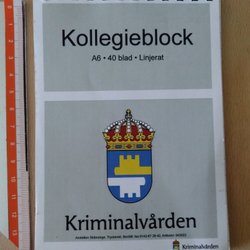 Kollegieblock
A6 • 40 blad • Linjerat
Kriminalvården
Kriminalvården